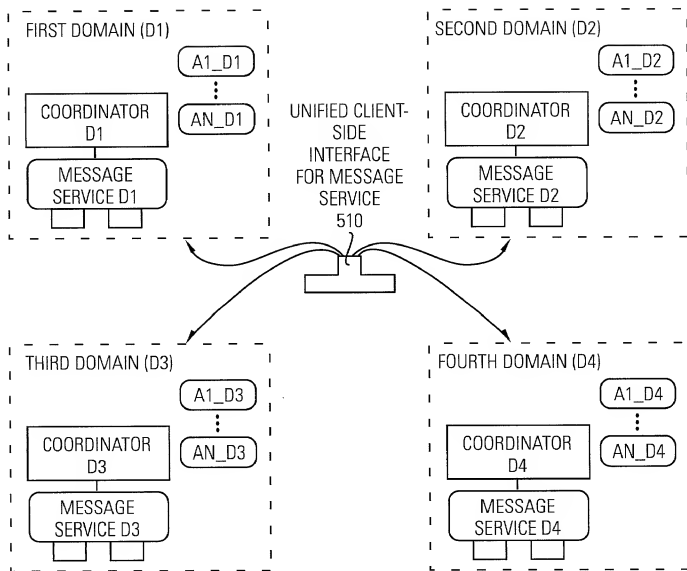 FIRST DOMAIN (D1)
A1_D1
AN_D1
COORDINATOR
D1
MESSAGE
SERVICE D1
UNIFIED CLIENT-
SIDE
INTERFACE
FOR MESSAGE
SERVICE
510
SECOND DOMAIN (D2)
A1_D2
AN_D2
COORDINATOR
D2
MESSAGE
SERVICE D2
THIRD DOMAIN (D3)
A1_D3
AN_D3
COORDINATOR
D3
MESSAGE
SERVICE D3
FOURTH DOMAIN (D4)
A1_D4
AN_D4
COORDINATOR
D4
MESSAGE
SERVICE D4